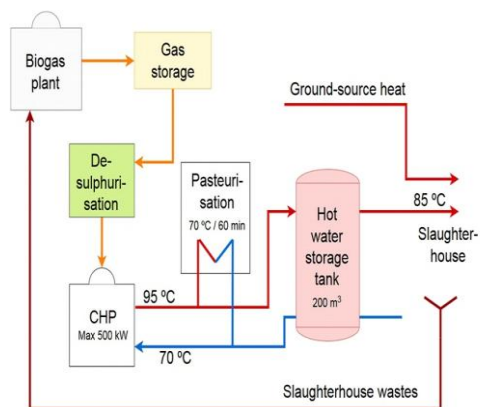 Biogas
plant
Gas
storage
Ground-source heat
De-
sulphuri-
sation
Pasteuri-
sation
70 ºC / 60 min
Hot
water
storage
tank
200 m³
85 ºC
Slaughter-
house
95 ºC
CHP
Max 500 kW
70 ºC
Slaughterhouse wastes